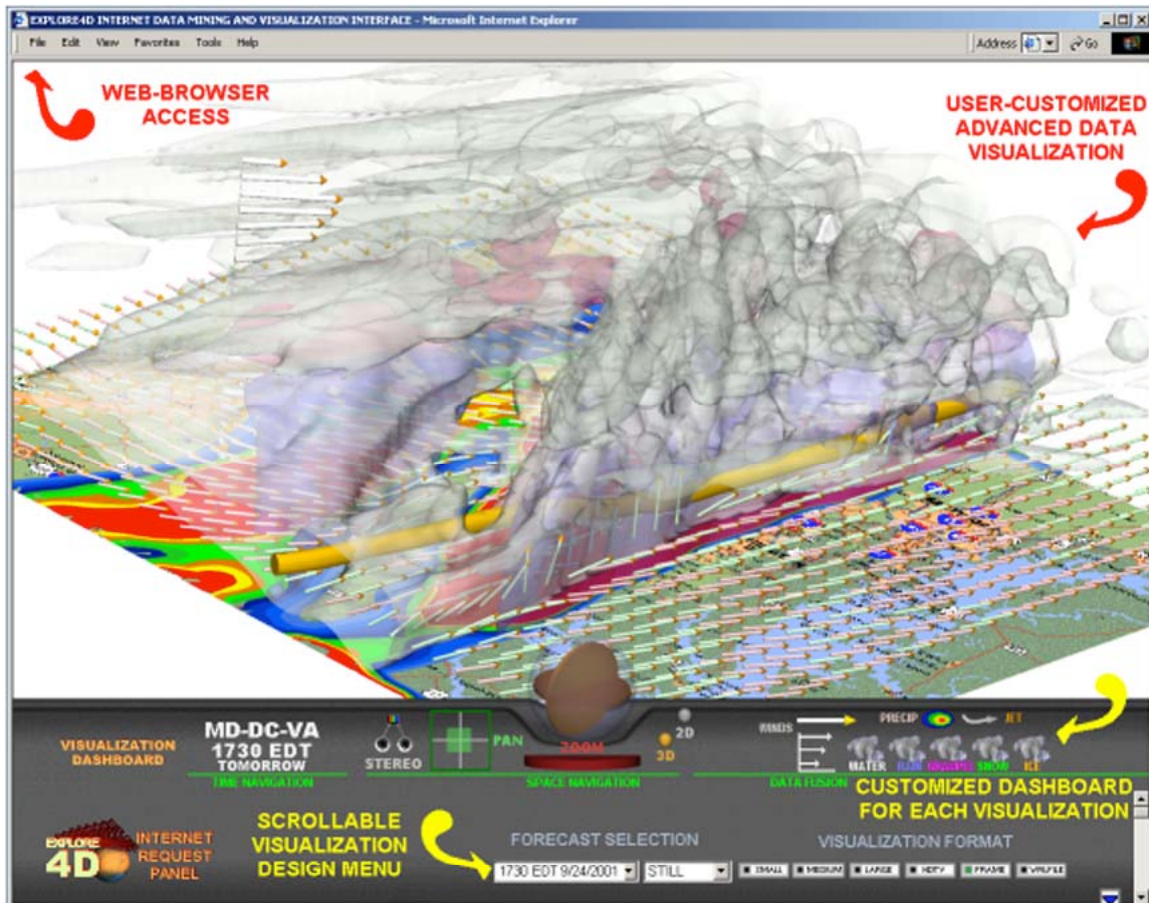 EXPLORE4D INTERNET DATA MINING AND VISUALIZATION INTERFACE - Microsoft Internet Explorer
File Edit View Favorites Tools Help
Address Go
WEB-BROWSER
ACCESS
USER-CUSTOMIZED
ADVANCED DATA
VISUALIZATION
VISUALIZATION
DASHBOARD
MD-DC-VA
1730 EDT
TOMORROW
TIME NAVIGATION
STEREO
PAN
ZOOM
2D
3D
SPACE NAVIGATION
WINDS
PRECIP
JET
WATER RAIN GRAUPEL SNOW ICE
DATA FUSION
CUSTOMIZED DASHBOARD
FOR EACH VISUALIZATION
EXPLORE
4D
INTERNET
REQUEST
PANEL
SCROLLABLE
VISUALIZATION
DESIGN MENU
FORECAST SELECTION
1730 EDT 9/24/2001 STILL
VISUALIZATION FORMAT
SMALL MEDIUM LARGE HDTV FRAME VRLFILE